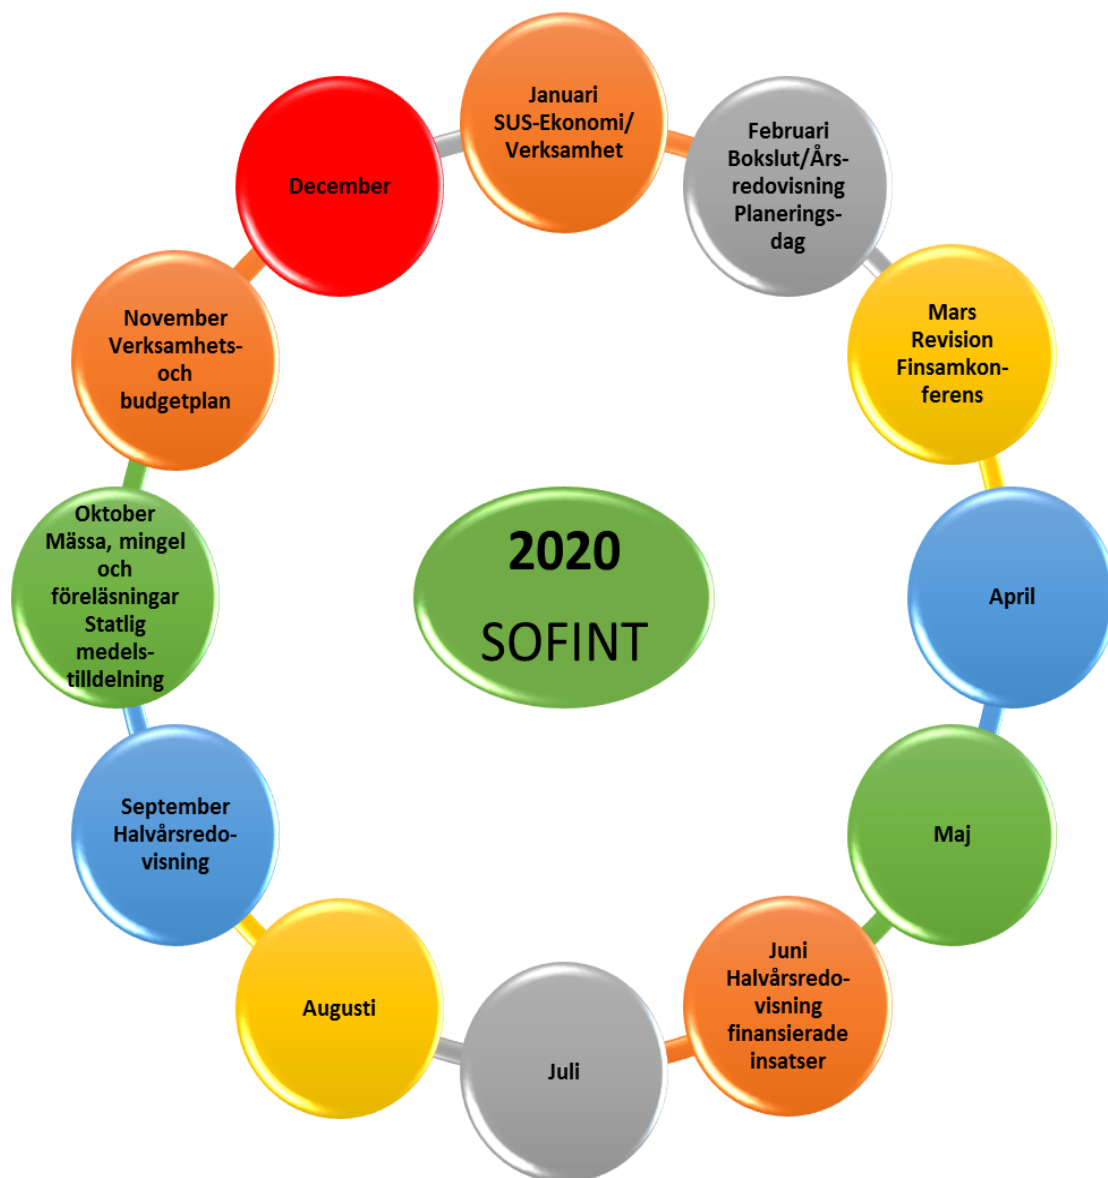 Januari
SUS-Ekonomi/
Verksamhet
Februari
Bokslut/Års-
redovisning
Planerings-
dag
Mars
Revision
Finsamkon-
ferens
April
Maj
Juni
Halvårsredo-
visning
finansierade
insatser
Juli
Augusti
September
Halvårsredo-
visning
Oktober
Mässa, mingel
och
föreläsningar
Statlig
medels-
tilldelning
November
Verksamhets-
och
budgetplan
December
2020
SOFINT